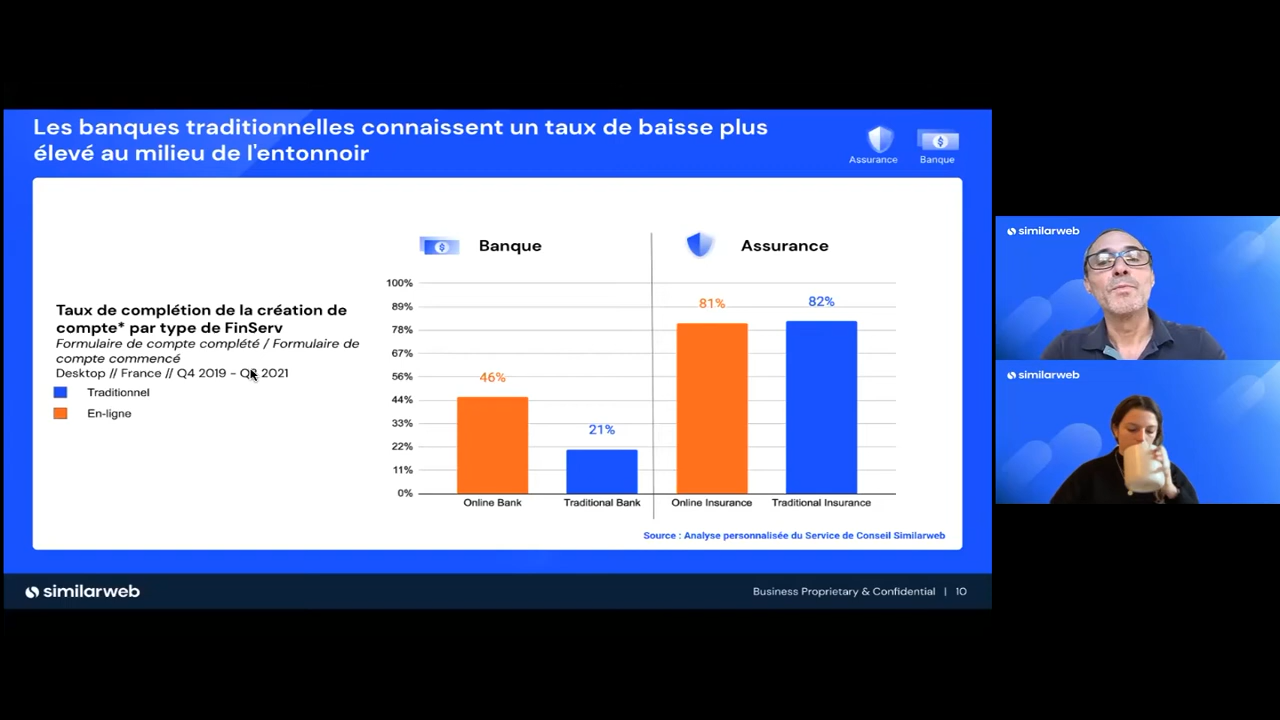 Les banques traditionnelles connaissent un taux de baisse plus
élevé au milieu de l'entonnoir
Assurance
Banque
Banque
Assurance
Taux de complétion de la création de
compte* par type de FinServ
Formulaire de compte complété / Formulaire de
compte commencé
Desktop // France // Q4 2019 - 2021
Traditionnel
En-ligne
100%
89%
78%
67%
56%
44%
33%
22%
11%
0%
46%
21%
81%
82%
Online Bank
Traditional Bank
Online Insurance
Traditional Insurance
Source : Analyse personnalisée du Service de Conseil Similarweb
similarweb
Business Proprietary & Confidential | 10
similarweb
similarweb